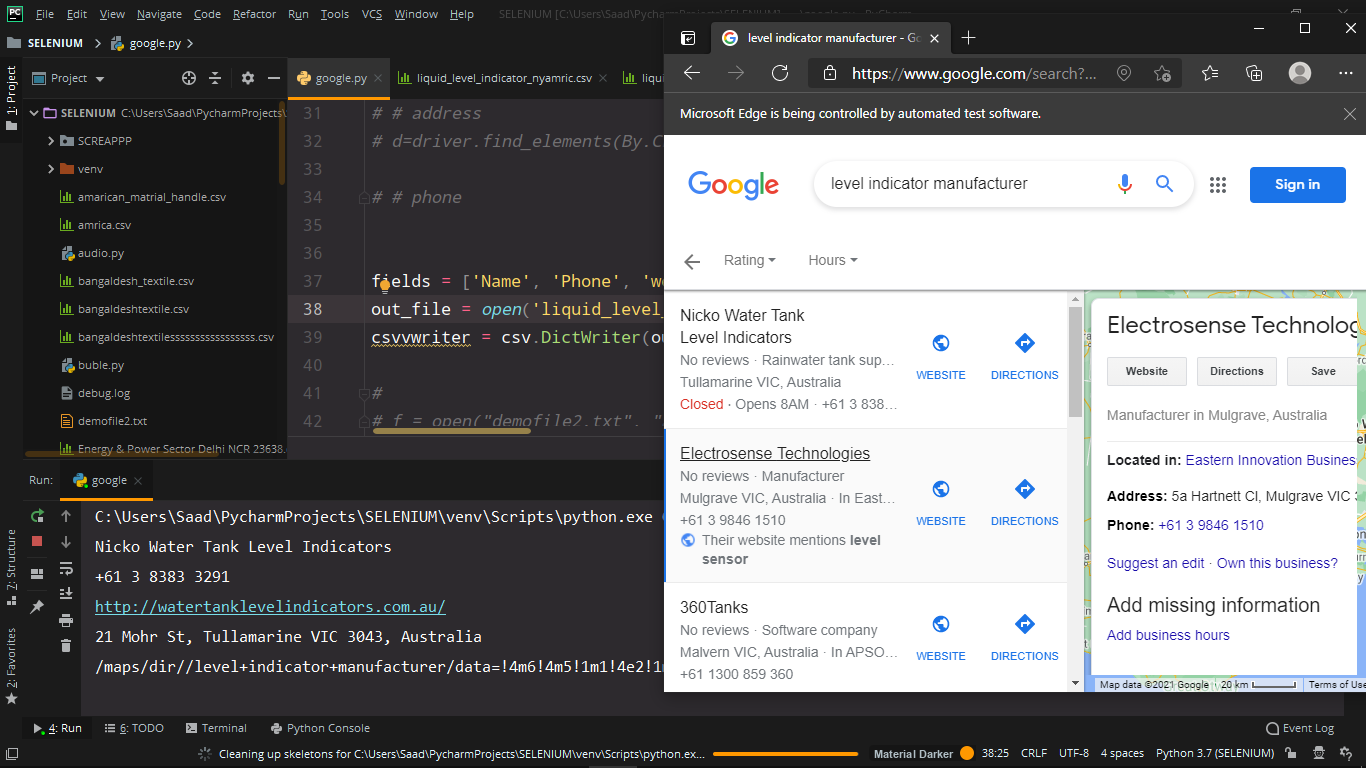 PC File Edit View Navigate Code Refactor Run Tools VCS Window Help SELENIUM [C:\Users\Saad\PycharmProjects\SELENIUM]
SELENIUM google.py
Project
google.py liquid_level_indicator_nyamric.csv
1: Project
SELENIUM C:\Users\Saad\PycharmProjects\
SCREAPPP
venv
amarican_matrial_handle.csv
amrica.csv
audio.py
bangaldesh_textile.csv
bangaldeshtextile.csv
bangaldeshtextilesssssssssssssssss.csv
buble.py
debug.log
demofile2.txt
Energy & Power Sector Delhi NCR 23638.
31 # # address
32 # d=driver.find_elements(By.C
33
34 # # phone
35
36
37 fields = ['Name', 'Phone', 'we
38 out_file = open('liquid_level_
39 csvvwriter = csv.DictWriter(ou
40
41 #
42 # f = open("demofile2.txt", "
Run: google
C:\Users\Saad\PycharmProjects\SELENIUM\venv\Scripts\python.exe
Nicko Water Tank Level Indicators
+61 3 8383 3291
http://watertanklevelindicators.com.au/
21 Mohr St, Tullamarine VIC 3043, Australia
/maps/dir//level+indicator+manufacturer/data=!4m6!4m5!1m1!4e2!1m
7: Structure
2: Favorites
4: Run 6: TODO Terminal Python Console Event Log
Cleaning up skeletons for C:\Users\Saad\PycharmProjects\SELENIUM\venv\Scripts\python.ex... Material Darker 38:25 CRLF UTF-8 4 spaces Python 3.7 (SELENIUM)
level indicator manufacturer - Go
https://www.google.com/search?...
Microsoft Edge is being controlled by automated test software.
Google level indicator manufacturer Sign in
Rating Hours
Nicko Water Tank
Level Indicators
No reviews · Rainwater tank sup...
Tullamarine VIC, Australia
Closed · Opens 8AM · +61 3 838...
WEBSITE DIRECTIONS
Electrosense Technologies
No reviews · Manufacturer
Mulgrave VIC, Australia · In East...
+61 3 9846 1510
Their website mentions level
sensor
WEBSITE DIRECTIONS
360Tanks
No reviews · Software company
Malvern VIC, Australia · In APSO...
+61 1300 859 360
WEBSITE DIRECTIONS
Electrosense Technolog
Website Directions Save
Manufacturer in Mulgrave, Australia
Located in: Eastern Innovation Busines
Address: 5a Hartnett Cl, Mulgrave VIC 3
Phone: +61 3 9846 1510
Suggest an edit · Own this business?
Add missing information
Add business hours
Map data ©2021 Google 20 km Terms of Use